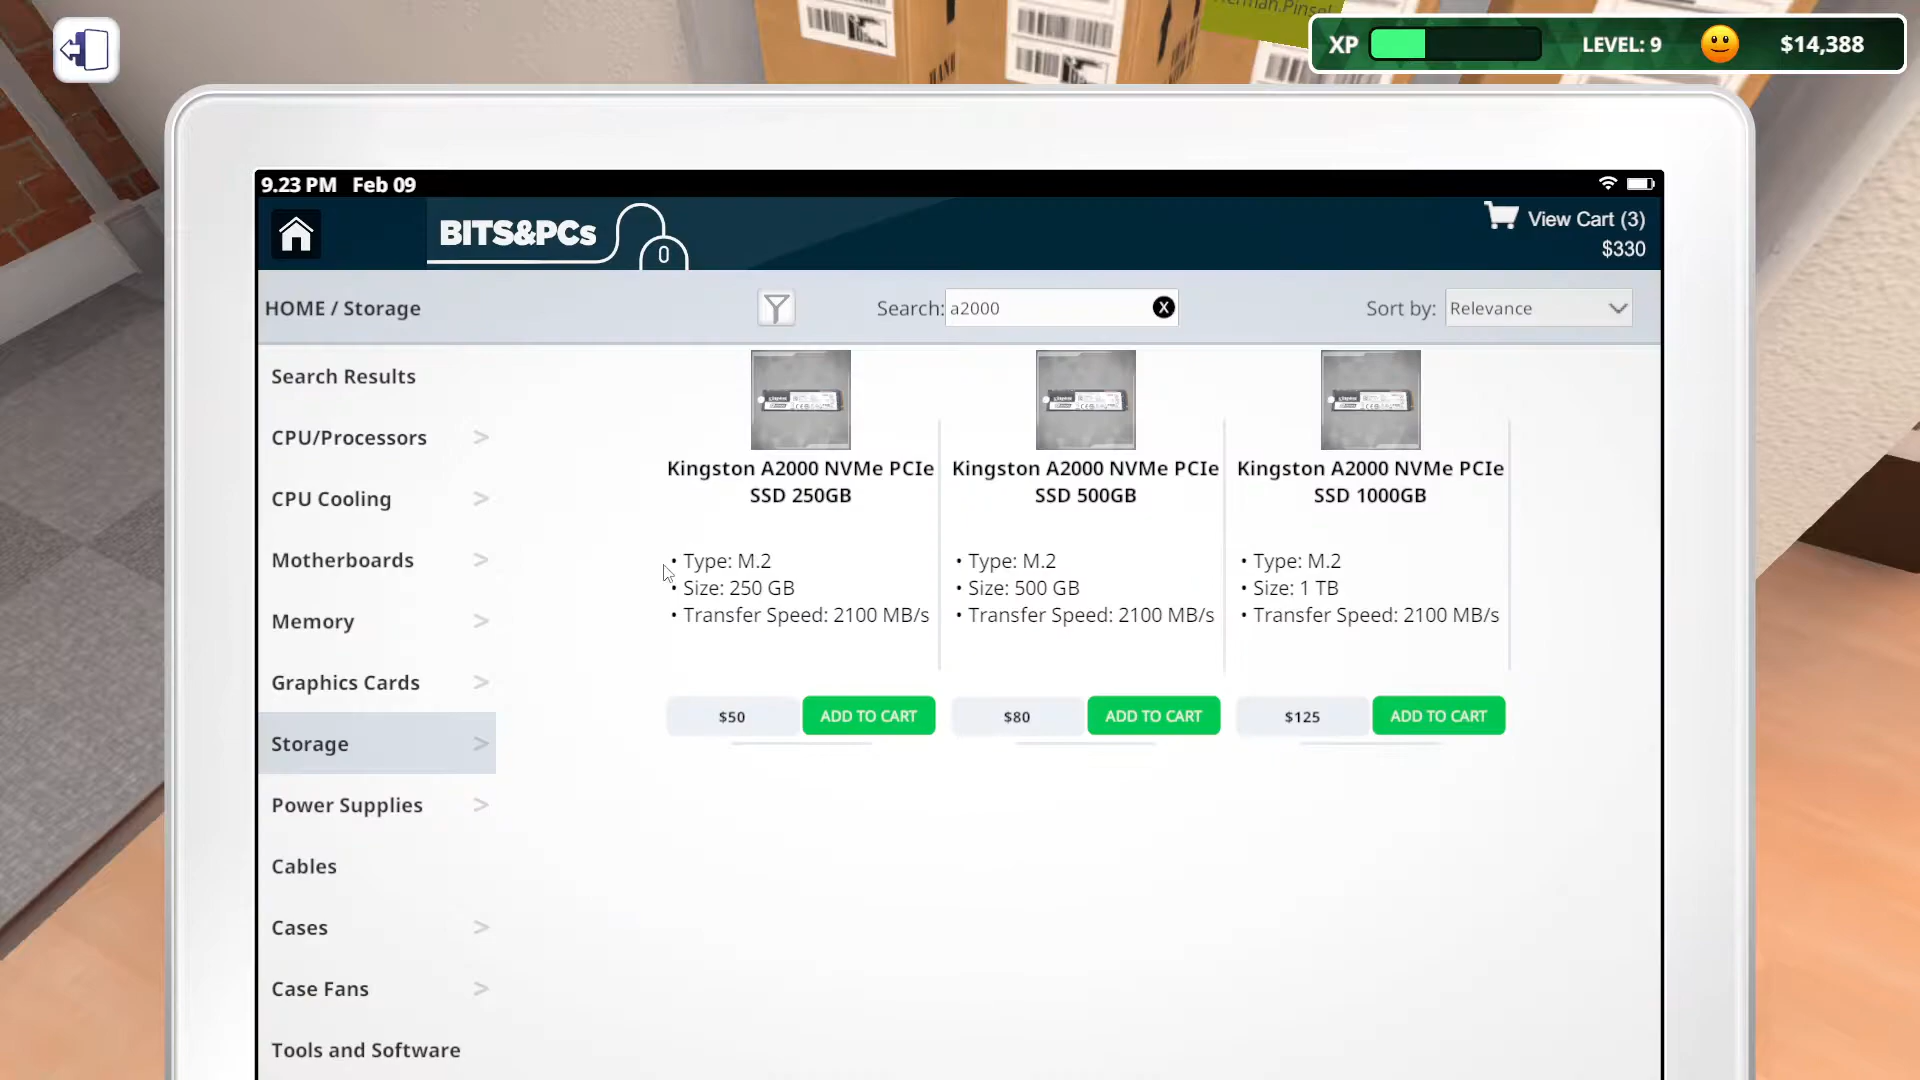 Herman.Pinsel
XP
LEVEL: 9
$14,388
9.23 PM Feb 09
BITS&PCs
View Cart (3)
$330
HOME / Storage
Search: a2000
X
Sort by: Relevance
Search Results
CPU/Processors >
CPU Cooling >
Motherboards >
Memory >
Graphics Cards >
Storage >
Power Supplies >
Cables
Cases >
Case Fans >
Tools and Software
Kingston A2000 NVMe PCIe
SSD 250GB
• Type: M.2
• Size: 250 GB
• Transfer Speed: 2100 MB/s
$50
ADD TO CART
Kingston A2000 NVMe PCIe
SSD 500GB
• Type: M.2
• Size: 500 GB
• Transfer Speed: 2100 MB/s
$80
ADD TO CART
Kingston A2000 NVMe PCIe
SSD 1000GB
• Type: M.2
• Size: 1 TB
• Transfer Speed: 2100 MB/s
$125
ADD TO CART